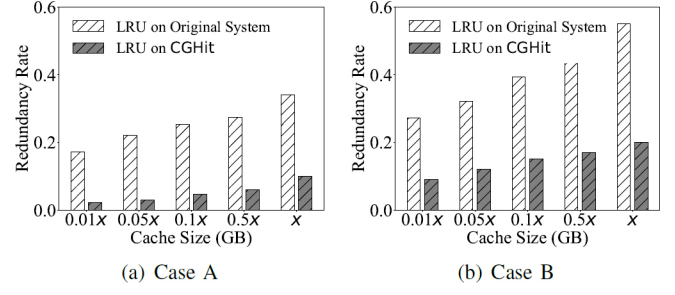 LRU on Original System
LRU on CGHit
Redundancy Rate
0.6
0.4
0.2
0.0
0.01x 0.05x 0.1x 0.5x x
Cache Size (GB)
(a) Case A
LRU on Original System
LRU on CGHit
Redundancy Rate
0.6
0.4
0.2
0.0
0.01x 0.05x 0.1x 0.5x x
Cache Size (GB)
(b) Case B